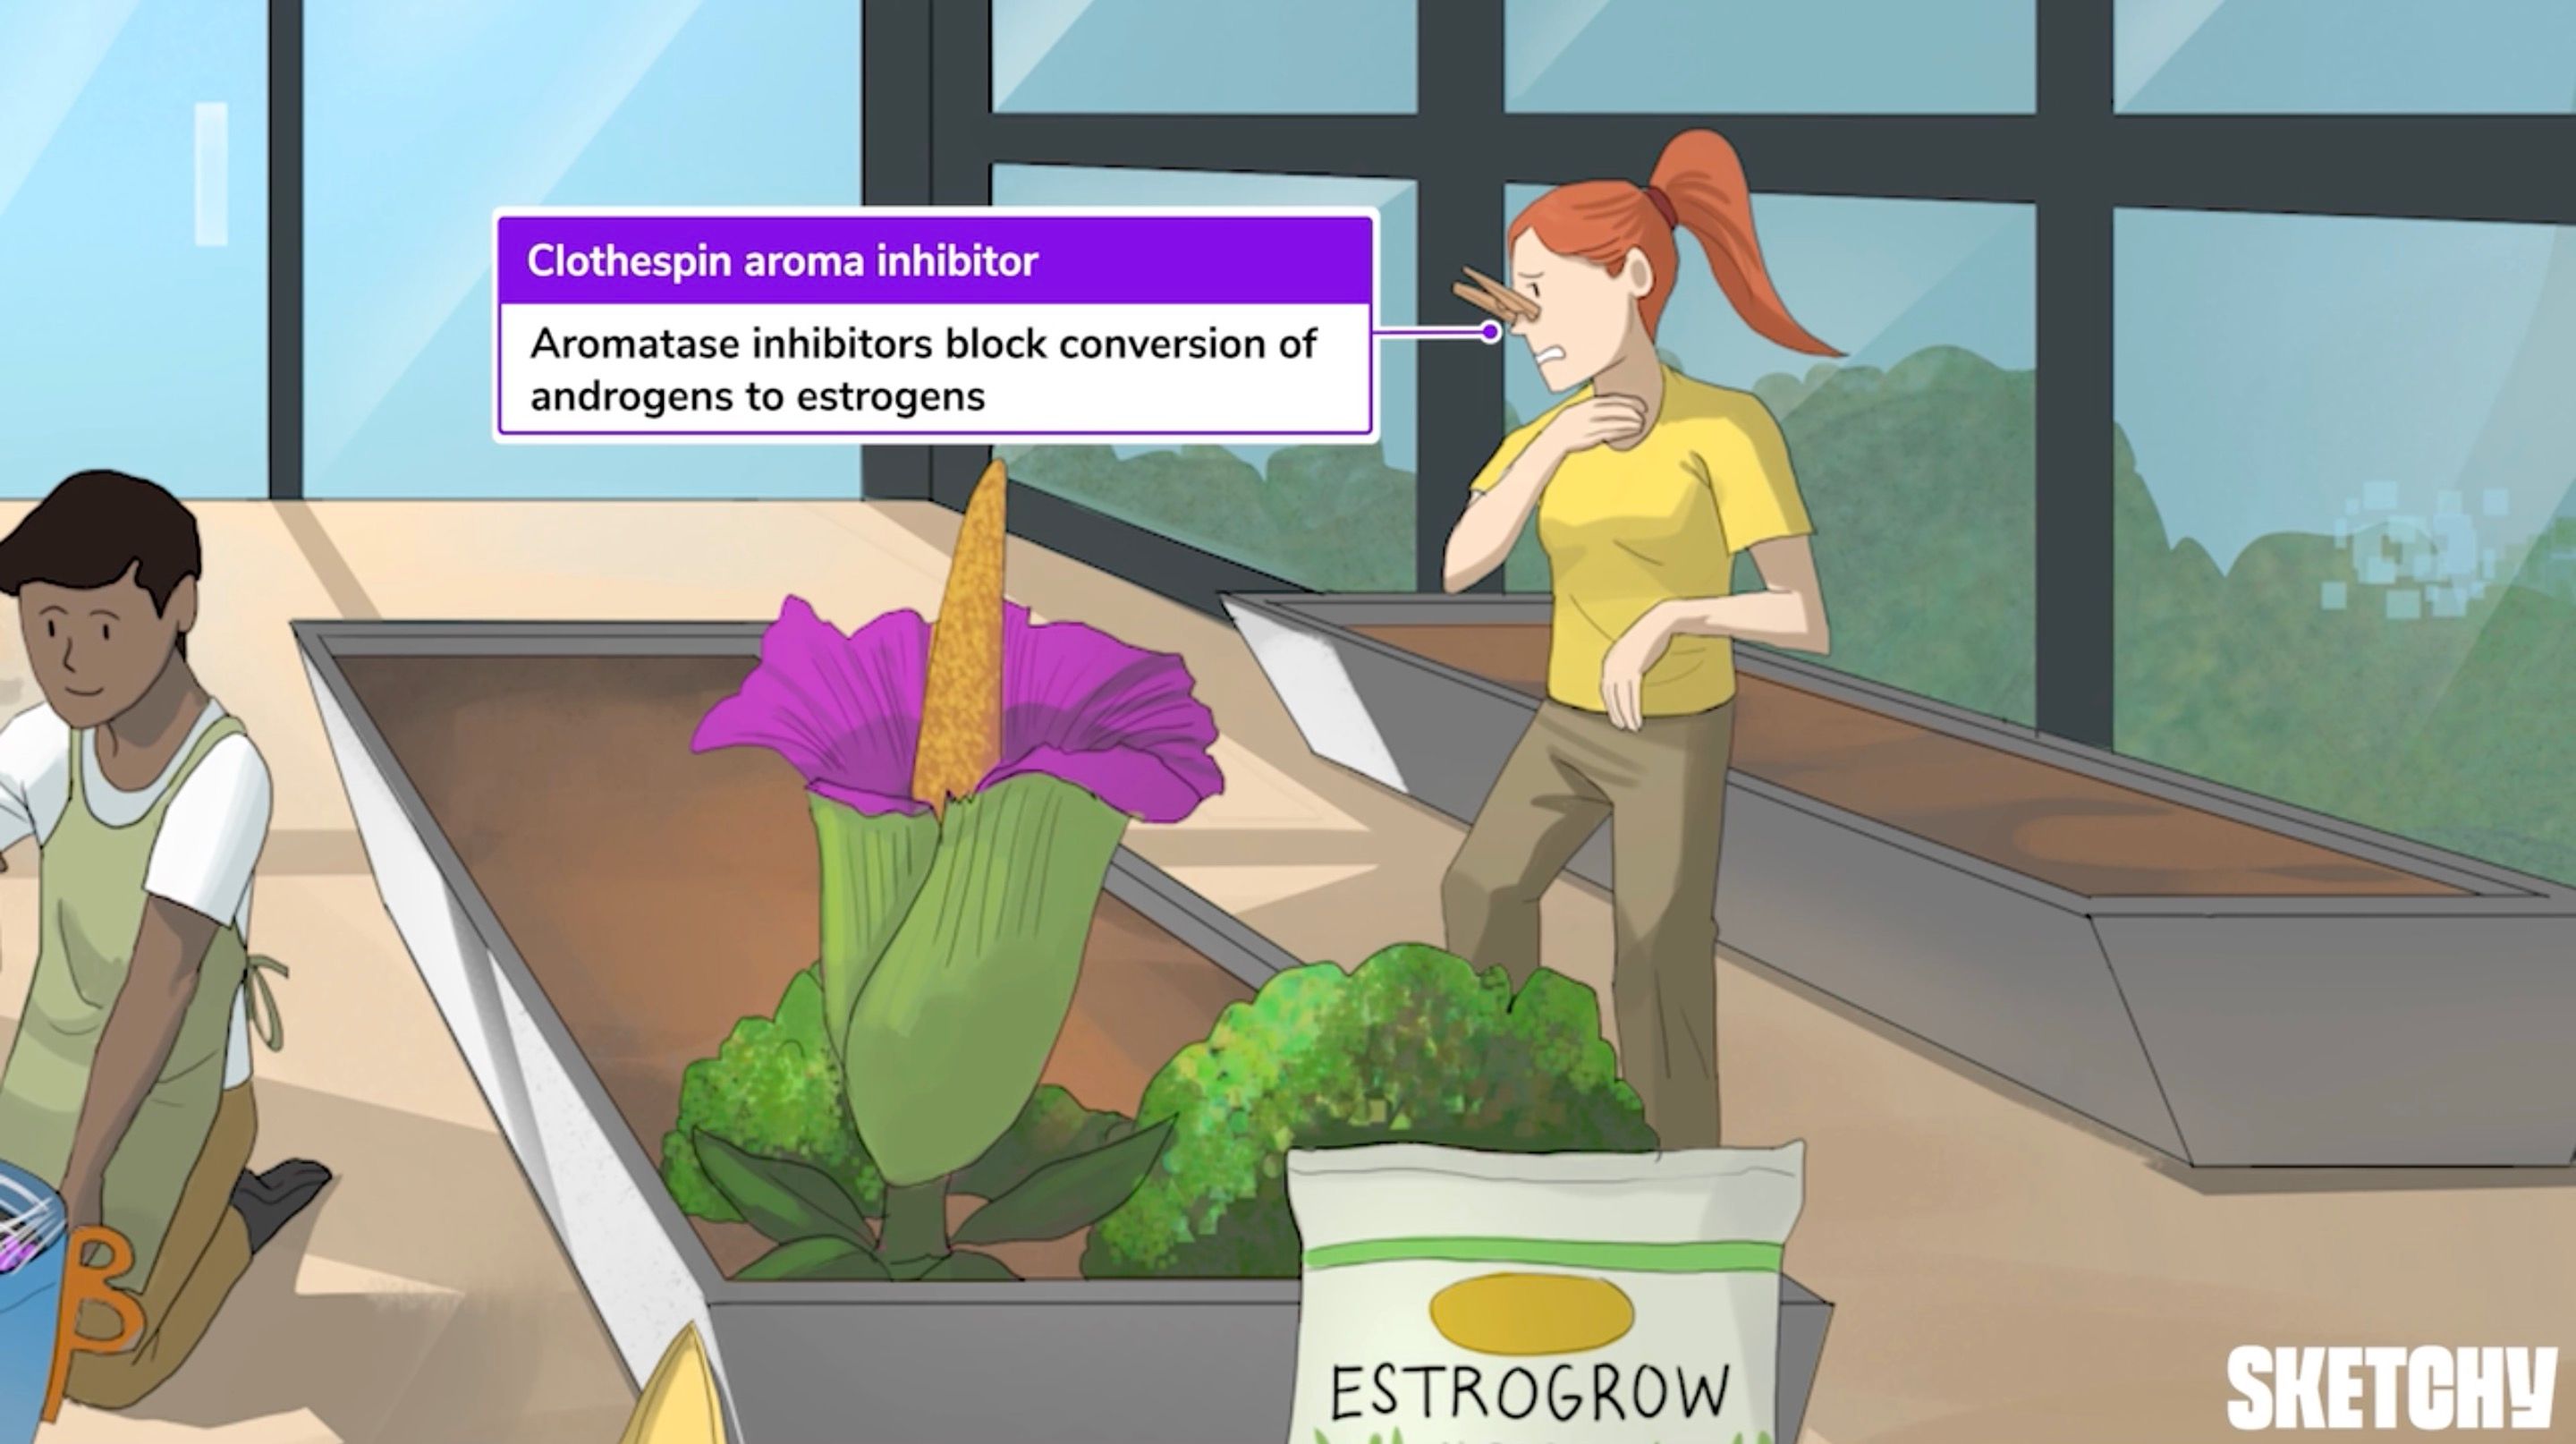 Clothespin aroma inhibitor
Aromatase inhibitors block conversion of
androgens to estrogens
β
ESTROGROW
SKETCHY